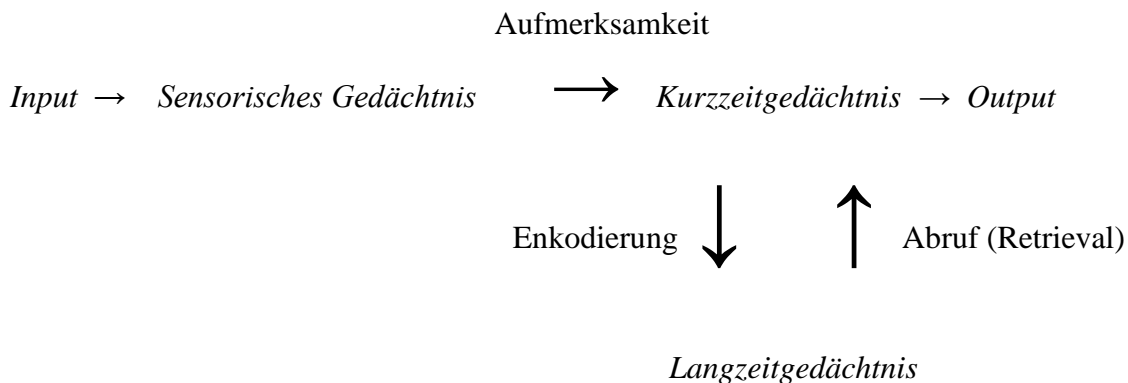 Aufmerksamkeit
Input → Sensorisches Gedächtnis → Kurzzeitgedächtnis → Output
Enkodierung ↓ ↑ Abruf (Retrieval)
Langzeitgedächtnis